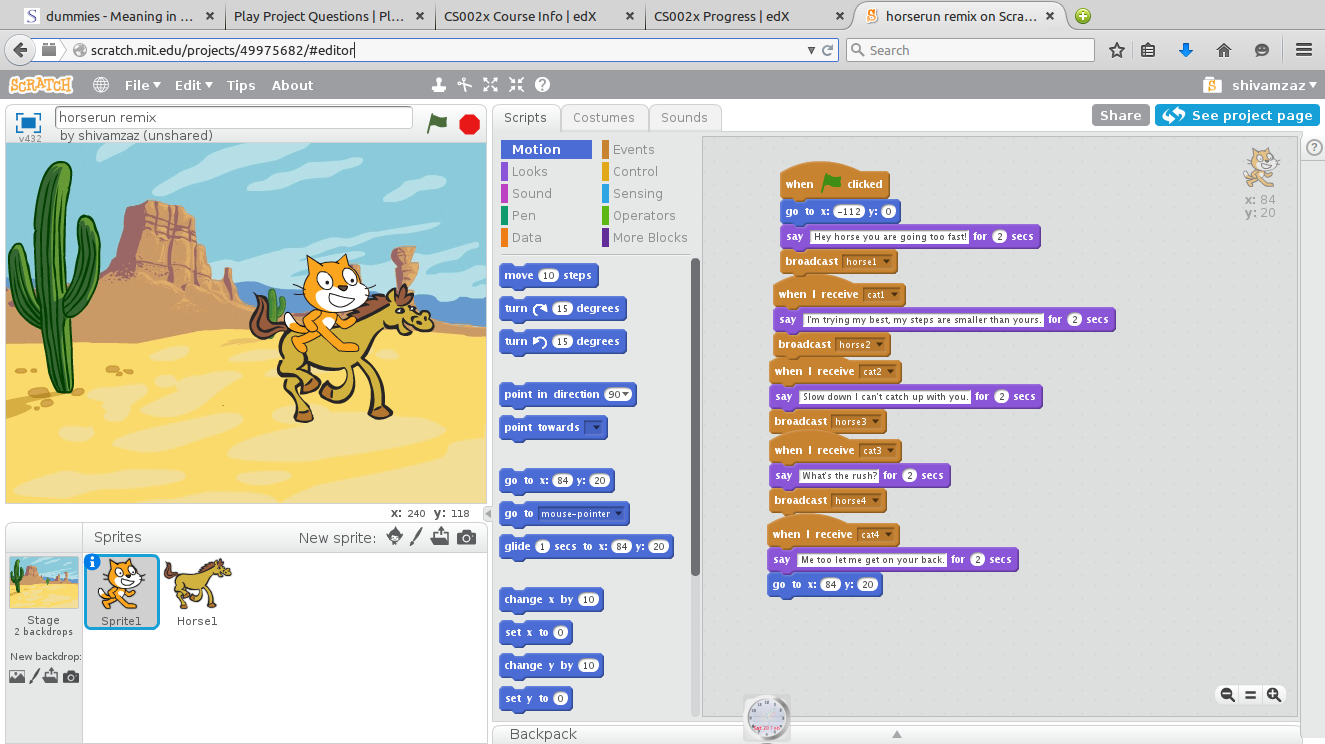 dummies - Meaning in ... Play Project Questions | Pl... CS002x Course Info | edX CS002x Progress | edX horserun remix on Scra...
scratch.mit.edu/projects/49975682/#editor Search
SCRATCH File Edit Tips About shivamzaz
v432 horserun remix
by shivamzaz (unshared)
Scripts Costumes Sounds Share See project page
Motion Events
Looks Control
Sound Sensing
Pen Operators
Data More Blocks
move 10 steps
turn 15 degrees
turn 15 degrees
point in direction 90
point towards
go to x: 84 y: 20
go to mouse-pointer
glide 1 secs to x: 84 y: 20
change x by 10
set x to 0
change y by 10
set y to 0
when clicked
go to x: -112 y: 0
say Hey horse you are going too fast! for 2 secs
broadcast horse1
when I receive cat1
say I'm trying my best, my steps are smaller than yours. for 2 secs
broadcast horse2
when I receive cat2
say Slow down I can't catch up with you. for 2 secs
broadcast horse3
when I receive cat3
say What's the rush? for 2 secs
broadcast horse4
when I receive cat4
say Me too let me get on your back. for 2 secs
go to x: 84 y: 20
x: 84
y: 20
x: 240 y: 118
Sprites New sprite:
Stage
2 backdrops
New backdrop:
Sprite1 Horse1
Backpack